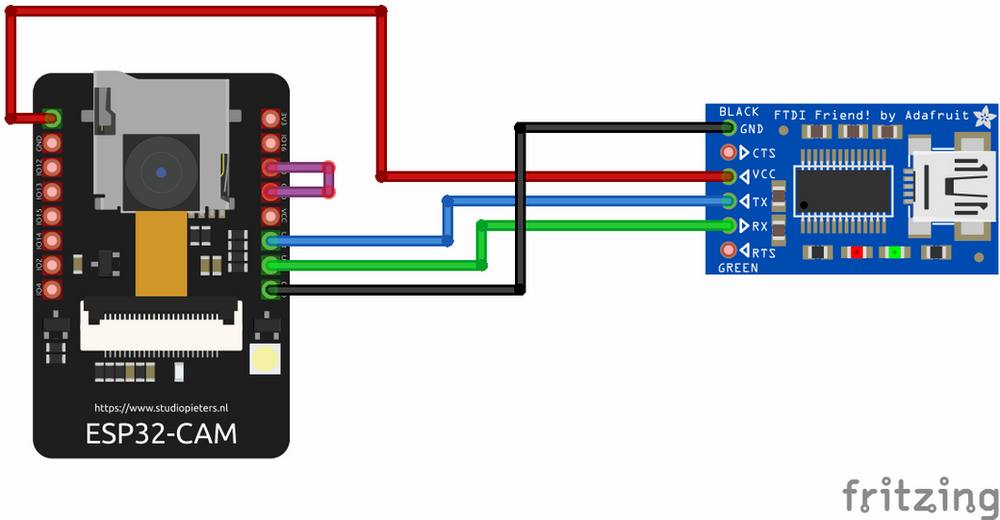 3V3
GND
IO16
IO12
IO13
IO15
VCC
IO14
IO2
IO4
https://www.studiopieters.nl
ESP32-CAM
BLACK
FTDI Friend! by Adafruit
GND
CTS
VCC
TX
RX
RTS
GREEN
fritzing